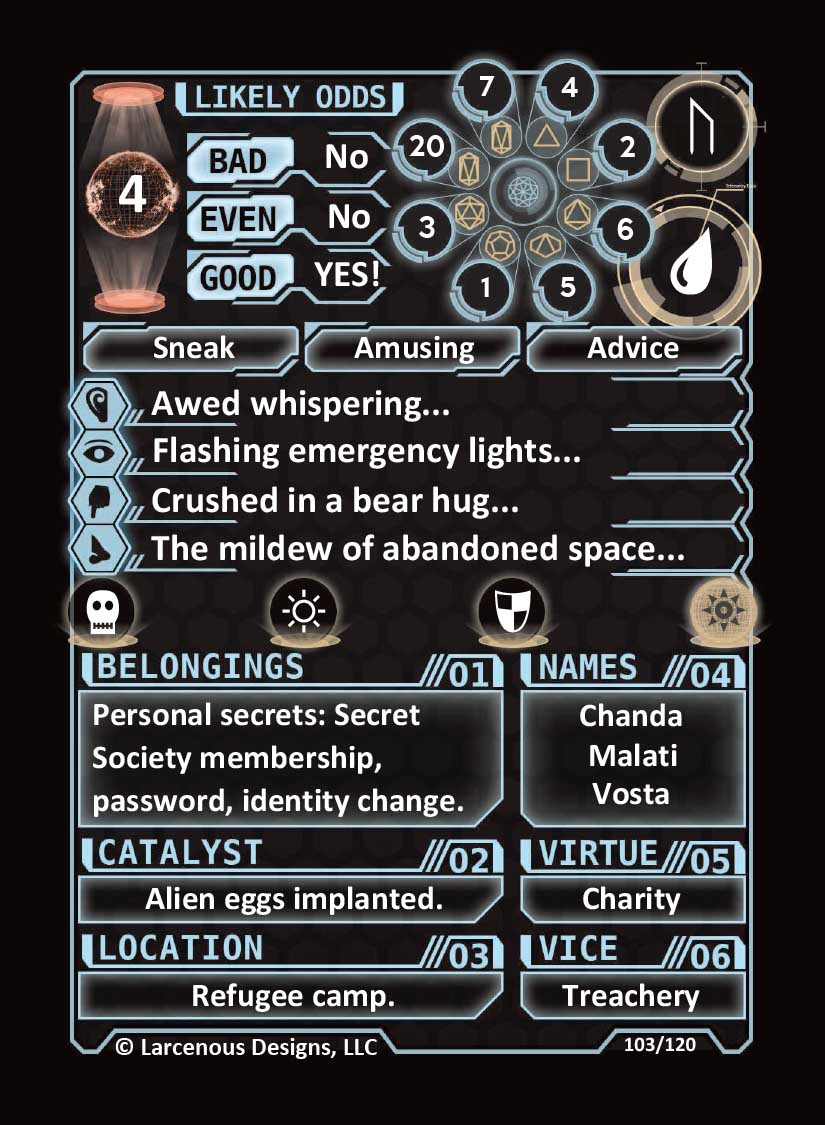 LIKELY ODDS
4
BAD No
EVEN No
GOOD YES!
7
4
20
2
3
6
1
5
ᚢ
Sneak
Amusing
Advice
Awed whispering...
Flashing emergency lights...
Crushed in a bear hug...
The mildew of abandoned space...
BELONGINGS ///01
Personal secrets: Secret
Society membership,
password, identity change.
NAMES ///04
Chanda
Malati
Vosta
CATALYST ///02
Alien eggs implanted.
VIRTUE ///05
Charity
LOCATION ///03
Refugee camp.
VICE ///06
Treachery
© Larcenous Designs, LLC
103/120